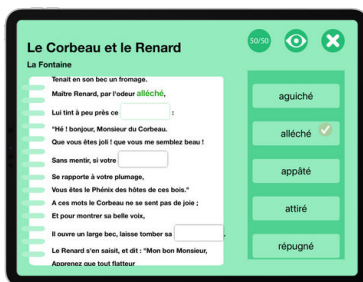 Le Corbeau et le Renard
50/50
La Fontaine
Tenait en son bec un fromage.
Maître Renard, par l'odeur alléché,
Lui tint à peu près ce :
"Hé ! bonjour, Monsieur du Corbeau.
Que vous êtes joli ! que vous me semblez beau !
Sans mentir, si votre
Se rapporte à votre plumage,
Vous êtes le Phénix des hôtes de ces bois."
A ces mots le Corbeau ne se sent pas de joie ;
Et pour montrer sa belle voix,
Il ouvre un large bec, laisse tomber sa .
Le Renard s'en saisit, et dit : "Mon bon Monsieur,
Apprenez que tout flatteur
aguiché
alléché
appâté
attiré
répugné